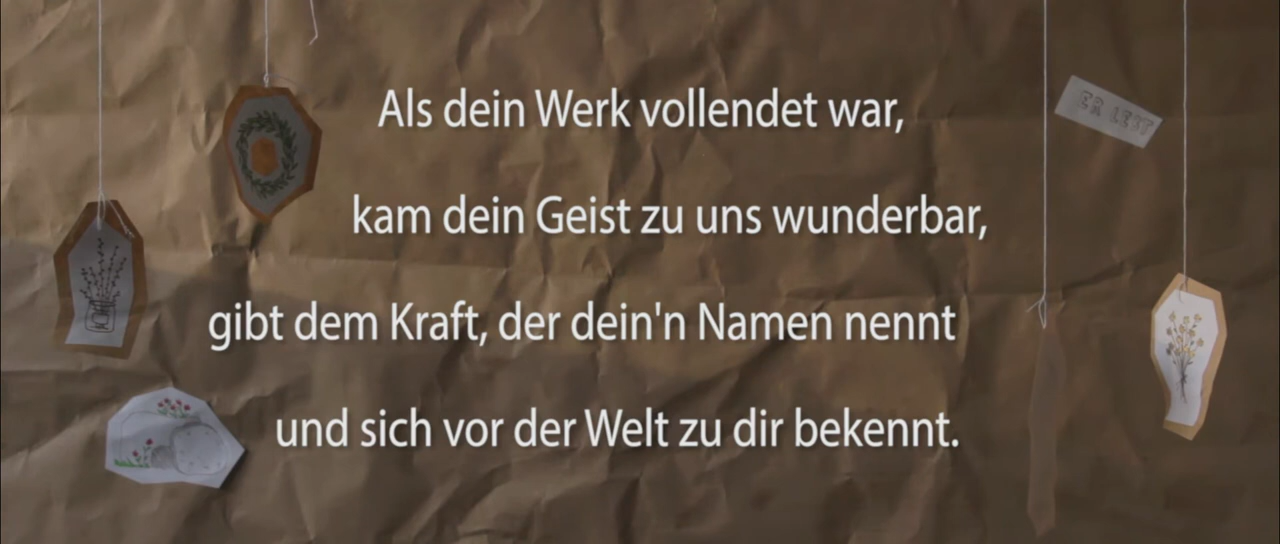 Als dein Werk vollendet war,
kam dein Geist zu uns wunderbar,
gibt dem Kraft, der dein'n Namen nennt
und sich vor der Welt zu dir bekennt.
ER LEBT